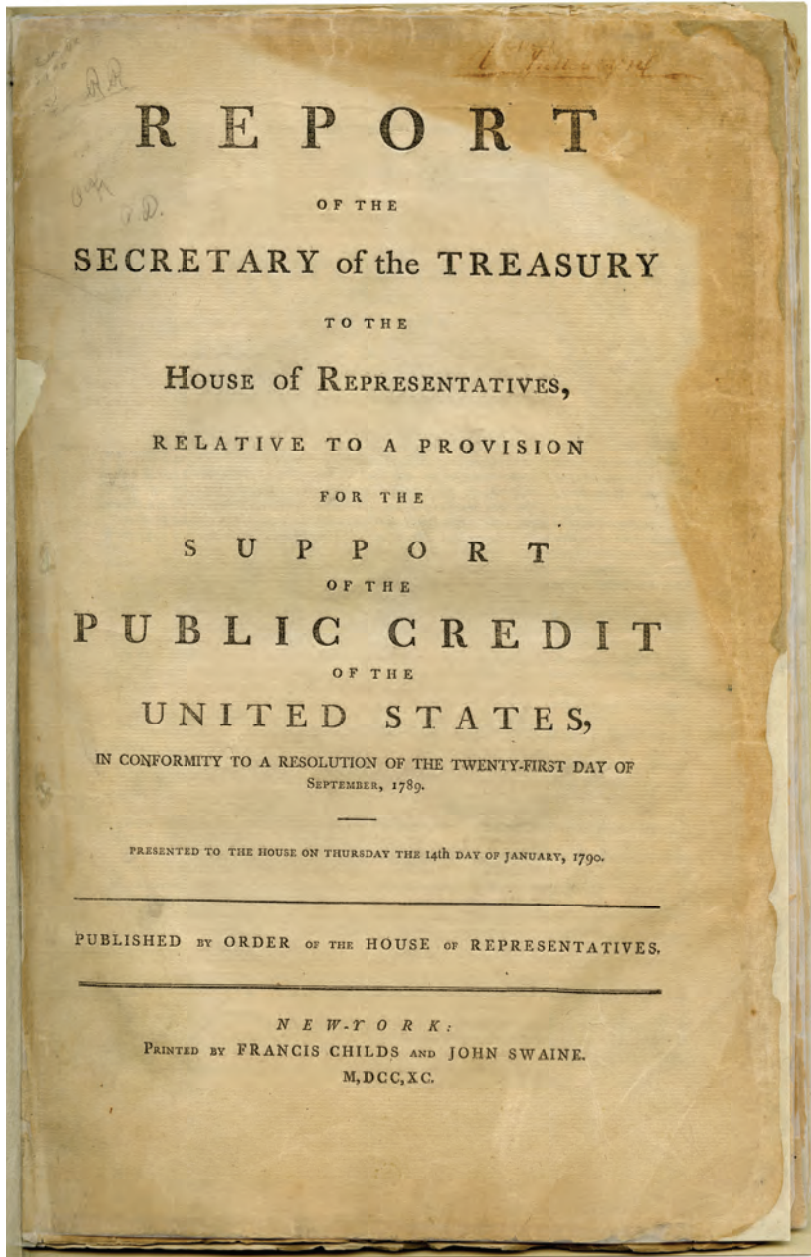 REPORT
OF THE
SECRETARY of the TREASURY
TO THE
HOUSE of REPRESENTATIVES,
RELATIVE TO A PROVISION
FOR THE
SUPPORT
OF THE
PUBLIC CREDIT
OF THE
UNITED STATES,
IN CONFORMITY TO A RESOLUTION OF THE TWENTY-FIRST DAY OF
SEPTEMBER, 1789.
PRESENTED TO THE HOUSE ON THURSDAY THE 14th DAY OF JANUARY, 1790.
PUBLISHED BY ORDER OF THE HOUSE OF REPRESENTATIVES.
NEW-YORK:
PRINTED BY FRANCIS CHILDS AND JOHN SWAINE.
M,DCC,XC.